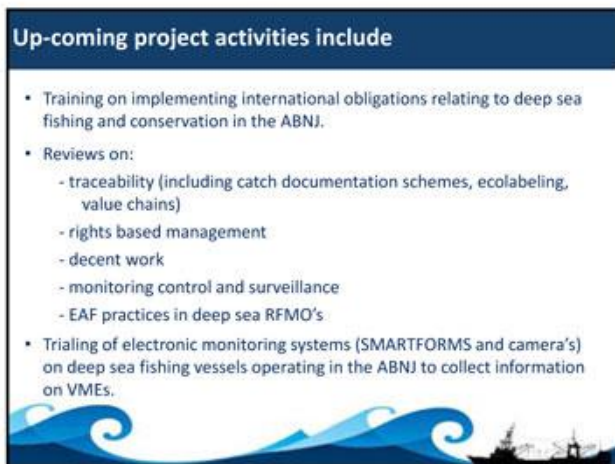 Up-coming project activities include
• Training on implementing international obligations relating to deep sea
fishing and conservation in the ABNJ.
• Reviews on:
- traceability (including catch documentation schemes, ecolabeling,
value chains)
- rights based management
- decent work
- monitoring control and surveillance
- EAF practices in deep sea RFMO's
• Trialing of electronic monitoring systems (SMARTFORMS and camera's)
on deep sea fishing vessels operating in the ABNJ to collect information
on VMEs.